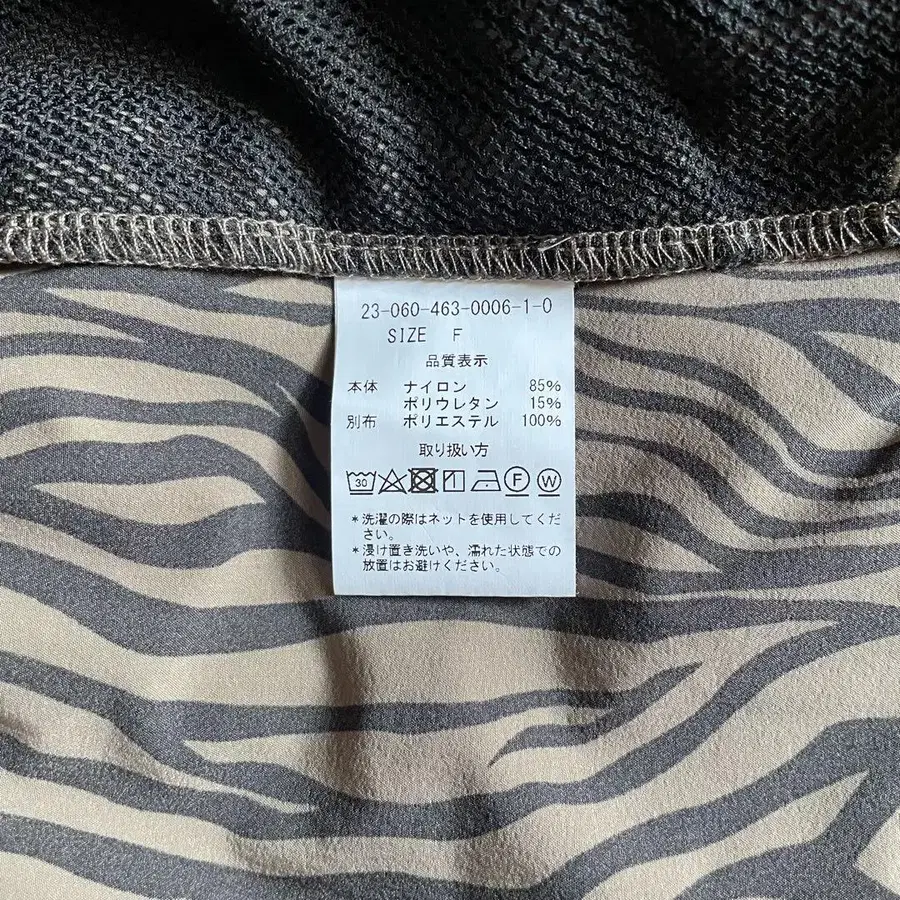 23-060-463-0006-1-0
SIZE F
品質表示
本体 ナイロン 85%
ポリウレタン 15%
別布 ポリエステル 100%
取り扱い方
30 F W
*洗濯の際はネットを使用してくだ
さい。
*浸け置き洗いや、濡れた状態での
放置はお避けください。